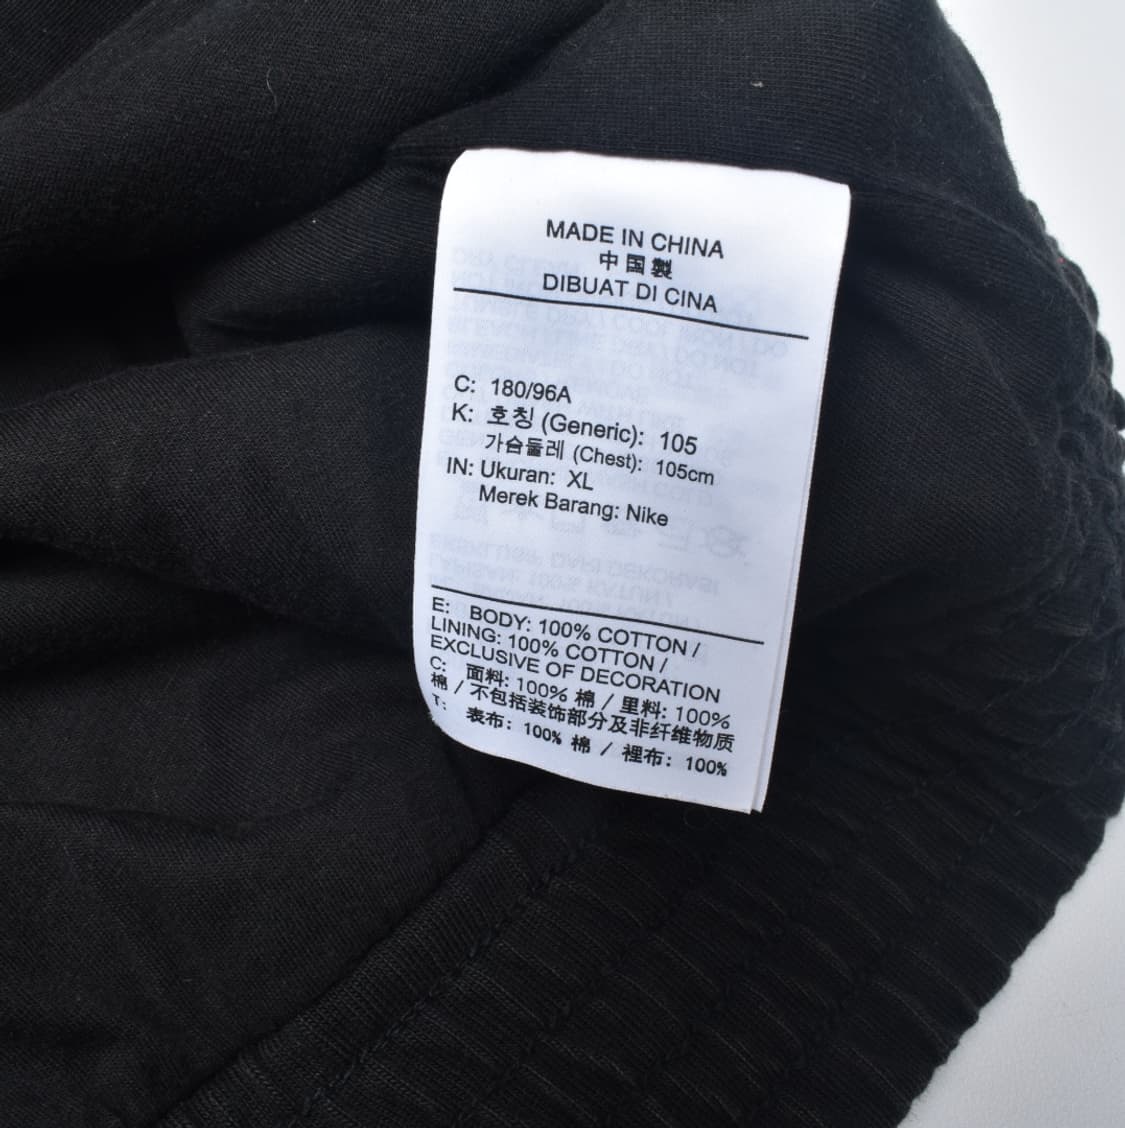 MADE IN CHINA
中国製
DIBUAT DI CINA
C: 180/96A
K: 호칭 (Generic): 105
가슴둘레 (Chest): 105cm
IN: Ukuran: XL
Merek Barang: Nike
E: BODY: 100% COTTON /
LINING: 100% COTTON /
EXCLUSIVE OF DECORATION
C: 面料: 100% 棉 / 里料: 100%
棉 / 不包括装饰部分及非纤维物质
T: 表布: 100% 棉 / 裡布: 100%